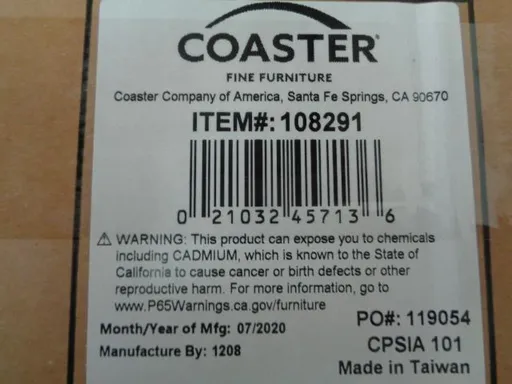 COASTER®
FINE FURNITURE
Coaster Company of America, Santa Fe Springs, CA 90670
ITEM#: 108291
0 21032 45713 6
⚠ WARNING: This product can expose you to chemicals
including CADMIUM, which is known to the State of
California to cause cancer or birth defects or other
reproductive harm. For more information, go to
www.P65Warnings.ca.gov/furniture
Month/Year of Mfg: 07/2020
PO#: 119054
Manufacture By: 1208
CPSIA 101
Made in Taiwan